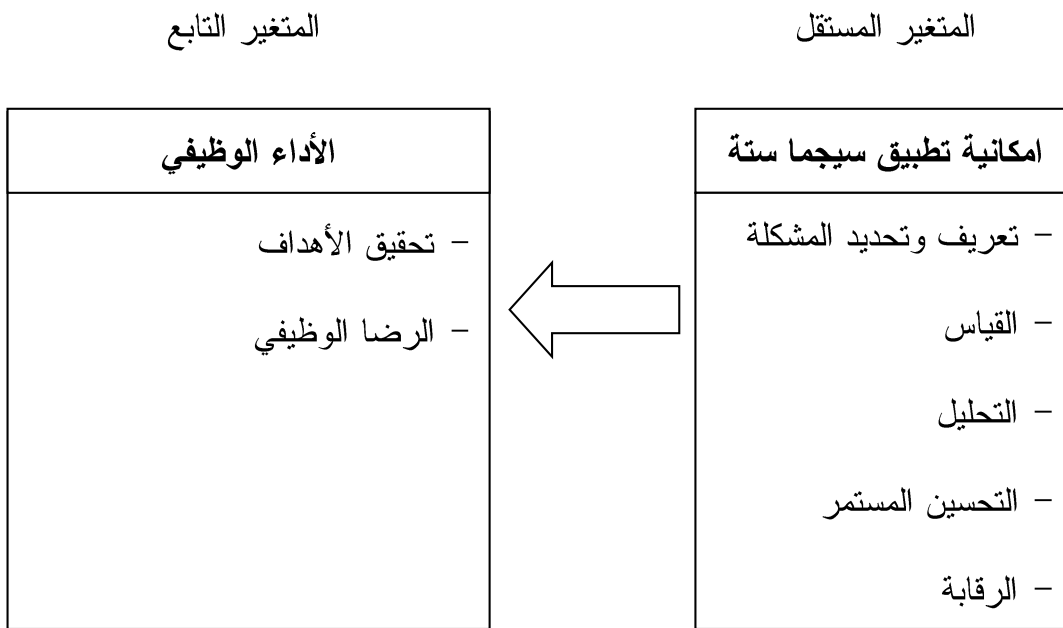 المتغير المستقل
المتغير التابع
امكانية تطبيق سيجما ستة
- تعريف وتحديد المشكلة
- القياس
- التحليل
- التحسين المستمر
- الرقابة
الأداء الوظيفي
- تحقيق الأهداف
- الرضا الوظيفي